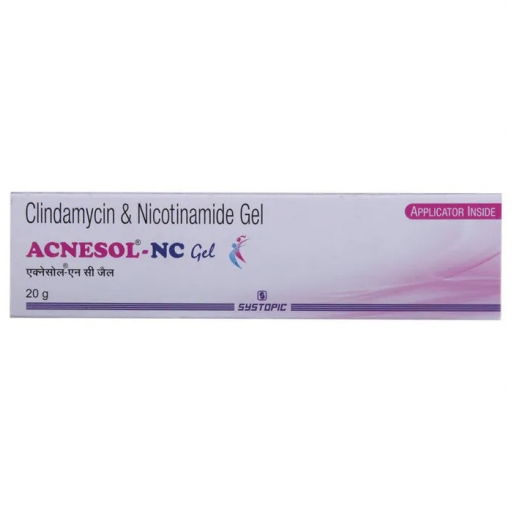 Clindamycin & Nicotinamide Gel
APPLICATOR INSIDE
ACNESOL®-NC Gel
एक्नेसोल®एन सी जैल
20 g
SYSTOPIC